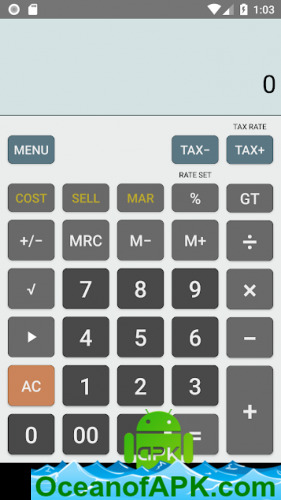 1:03
0
TAX RATE
MENU TAX− TAX+
RATE SET
COST SELL MAR % GT
+/− MRC M− M+ ÷
√ 7 8 9 ×
▶ 4 5 6 −
AC 1 2 3 +
0 00 =
APK
OceanofAPK.com